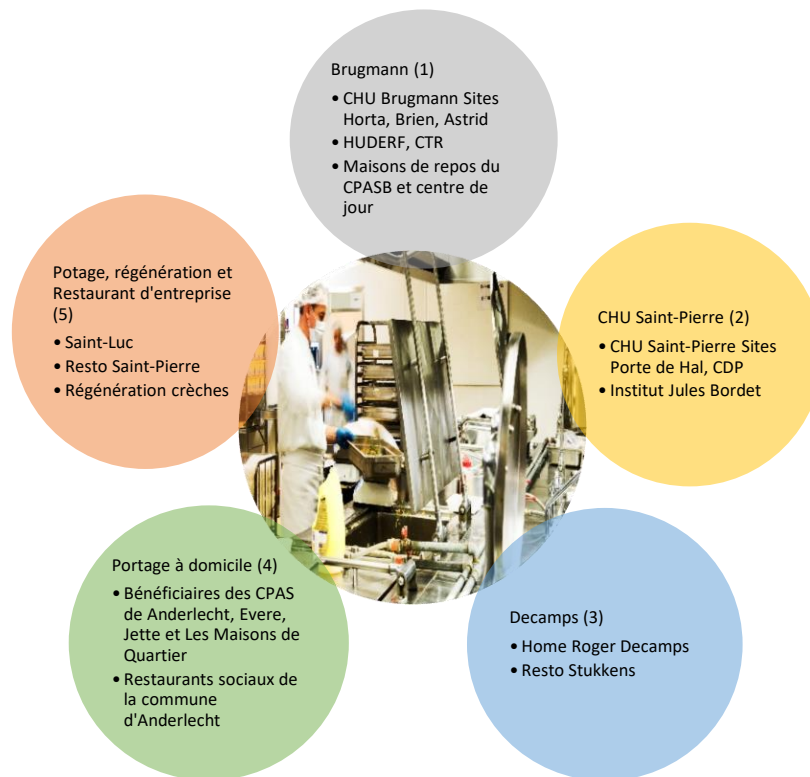 Brugmann (1)
• CHU Brugmann Sites
Horta, Brien, Astrid
• HUDERF, CTR
• Maisons de repos du
CPASB et centre de
jour
CHU Saint-Pierre (2)
• CHU Saint-Pierre Sites
Porte de Hal, CDP
• Institut Jules Bordet
Decamps (3)
• Home Roger Decamps
• Resto Stukkens
Portage à domicile (4)
• Bénéficiaires des CPAS
de Anderlecht, Evere,
Jette et Les Maisons de
Quartier
• Restaurants sociaux de
la commune
d'Anderlecht
Potage, régénération et
Restaurant d'entreprise
(5)
• Saint-Luc
• Resto Saint-Pierre
• Régénération crèches